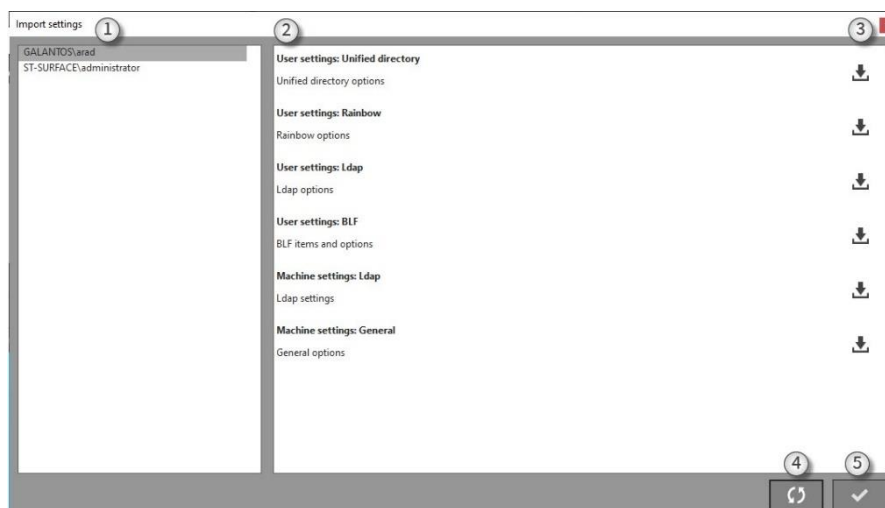 Import settings
1
2
3
GALANTOS\arad
ST-SURFACE\administrator
User settings: Unified directory
Unified directory options
User settings: Rainbow
Rainbow options
User settings: Ldap
Ldap options
User settings: BLF
BLF items and options
Machine settings: Ldap
Ldap settings
Machine settings: General
General options
4
5